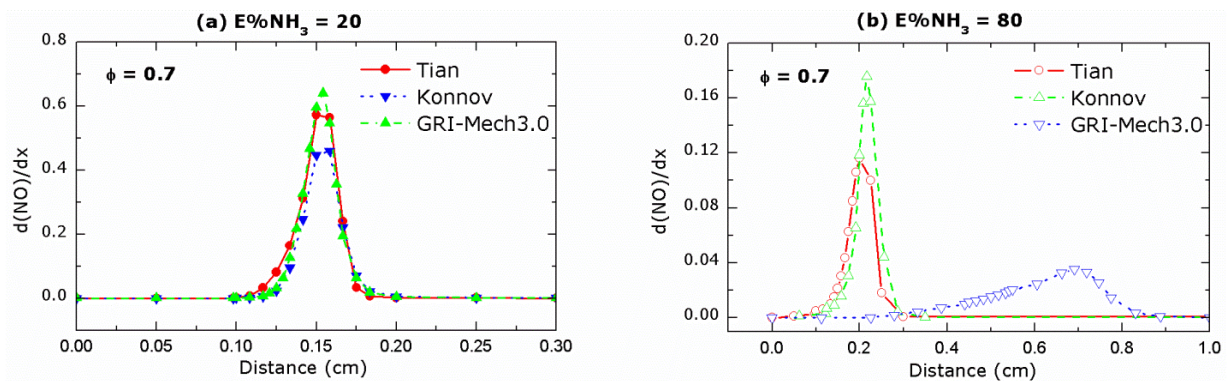 (a) E%NH₃ = 20
ϕ = 0.7
Tian
Konnov
GRI-Mech3.0
d(NO)/dx
0.8
0.6
0.4
0.2
0.0
0.00 0.05 0.10 0.15 0.20 0.25 0.30
Distance (cm)
(b) E%NH₃ = 80
ϕ = 0.7
Tian
Konnov
GRI-Mech3.0
d(NO)/dx
0.20
0.16
0.12
0.08
0.04
0.00
0.0 0.2 0.4 0.6 0.8 1.0
Distance (cm)